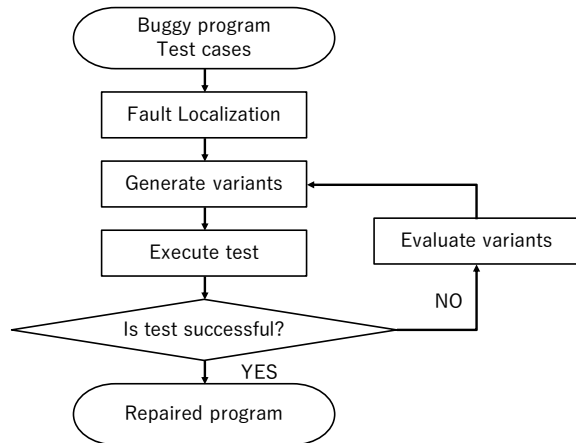 Buggy program
Test cases
Fault Localization
Generate variants
Execute test
Evaluate variants
NO
Is test successful?
YES
Repaired program